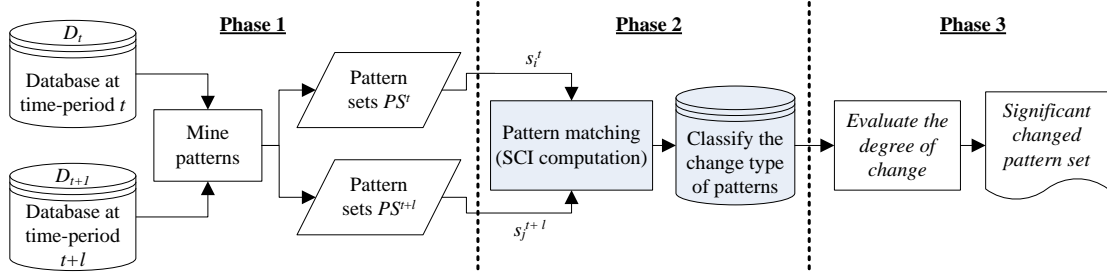 Phase 1
Phase 2
Phase 3
D_t
Database at
time-period t
D_{t+l}
Database at
time-period
t+l
Mine
patterns
Pattern
sets PS^t
Pattern
sets PS^{t+l}
s_i^t
s_j^{t+l}
Pattern matching
(SCI computation)
Classify the
change type
of patterns
Evaluate the
degree of
change
Significant
changed
pattern set